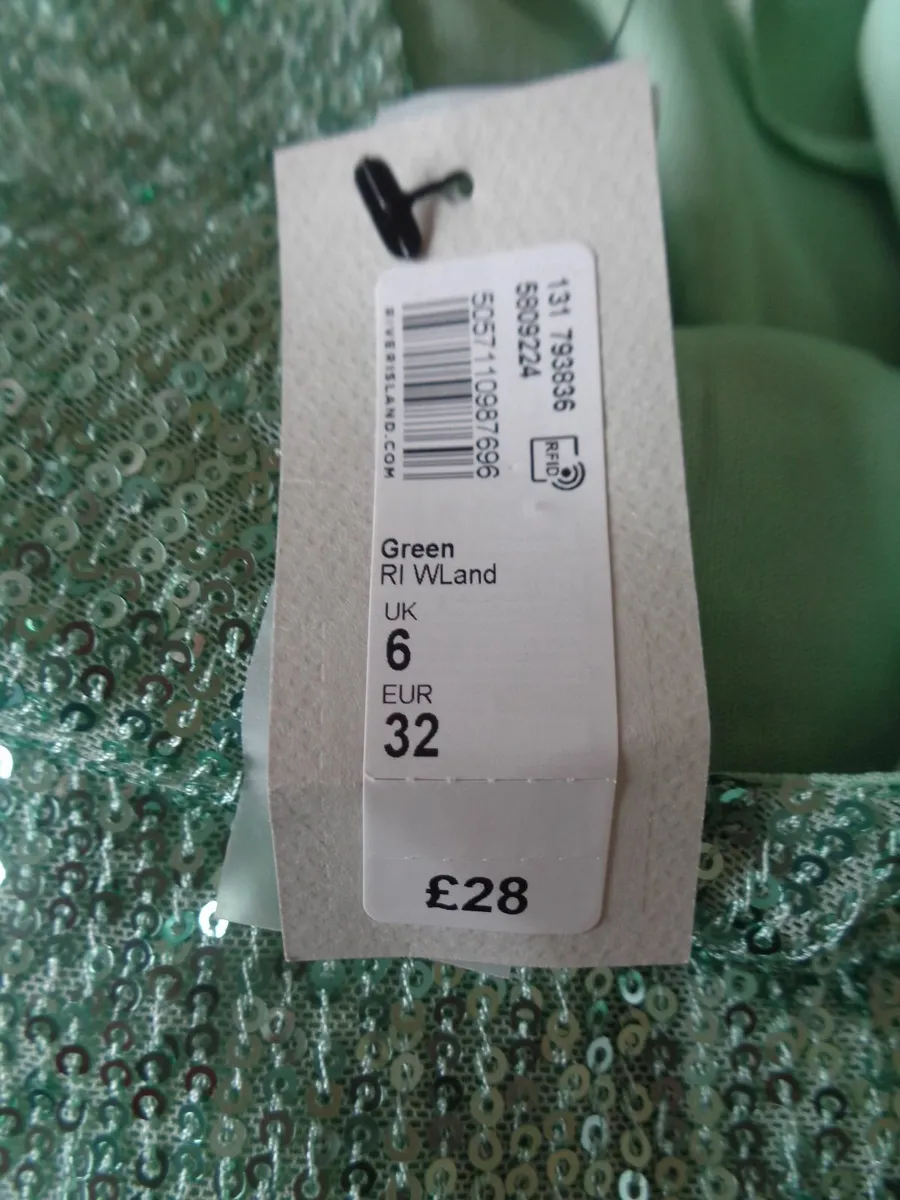 131 793836
5809224
RFID
5057110987696
RIVERISLAND.COM
Green
RI WLand
UK
6
EUR
32
£28